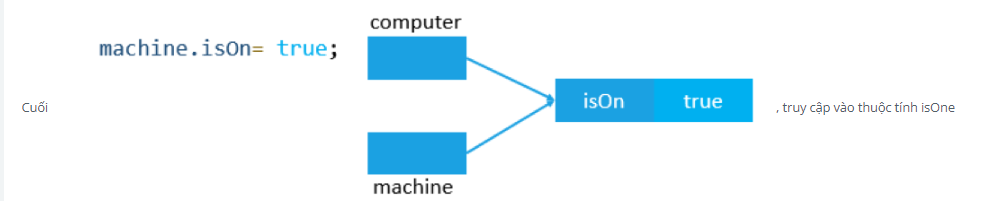 computer
machine.isOn= true;
isOn true
Cuối , truy cập vào thuộc tính isOne
machine